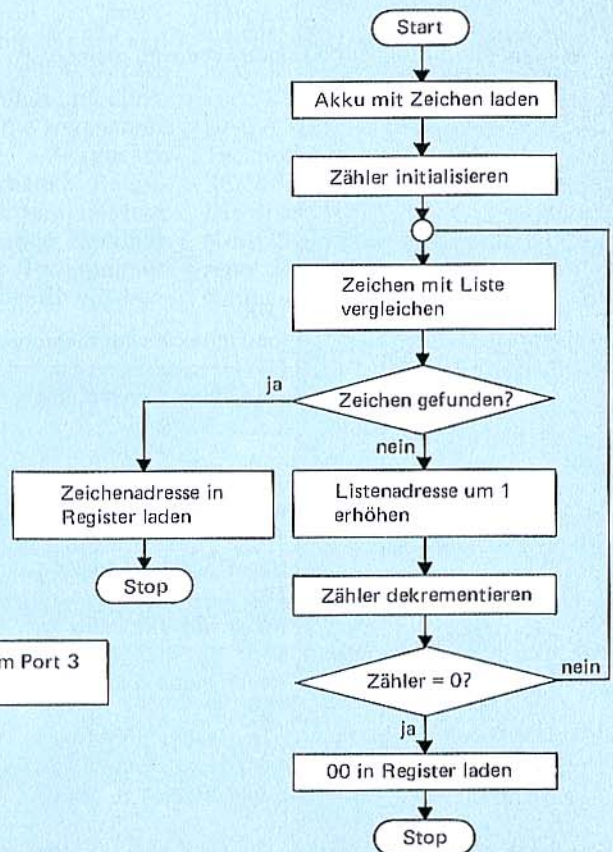 Start
Akku mit Zeichen laden
Zähler initialisieren
Zeichen mit Liste
vergleichen
ja
Zeichen gefunden?
nein
Zeichenadresse in
Register laden
Listenadresse um 1
erhöhen
Stop
Zähler dekrementieren
m Port 3
Zähler = 0?
nein
ja
00 in Register laden
Stop